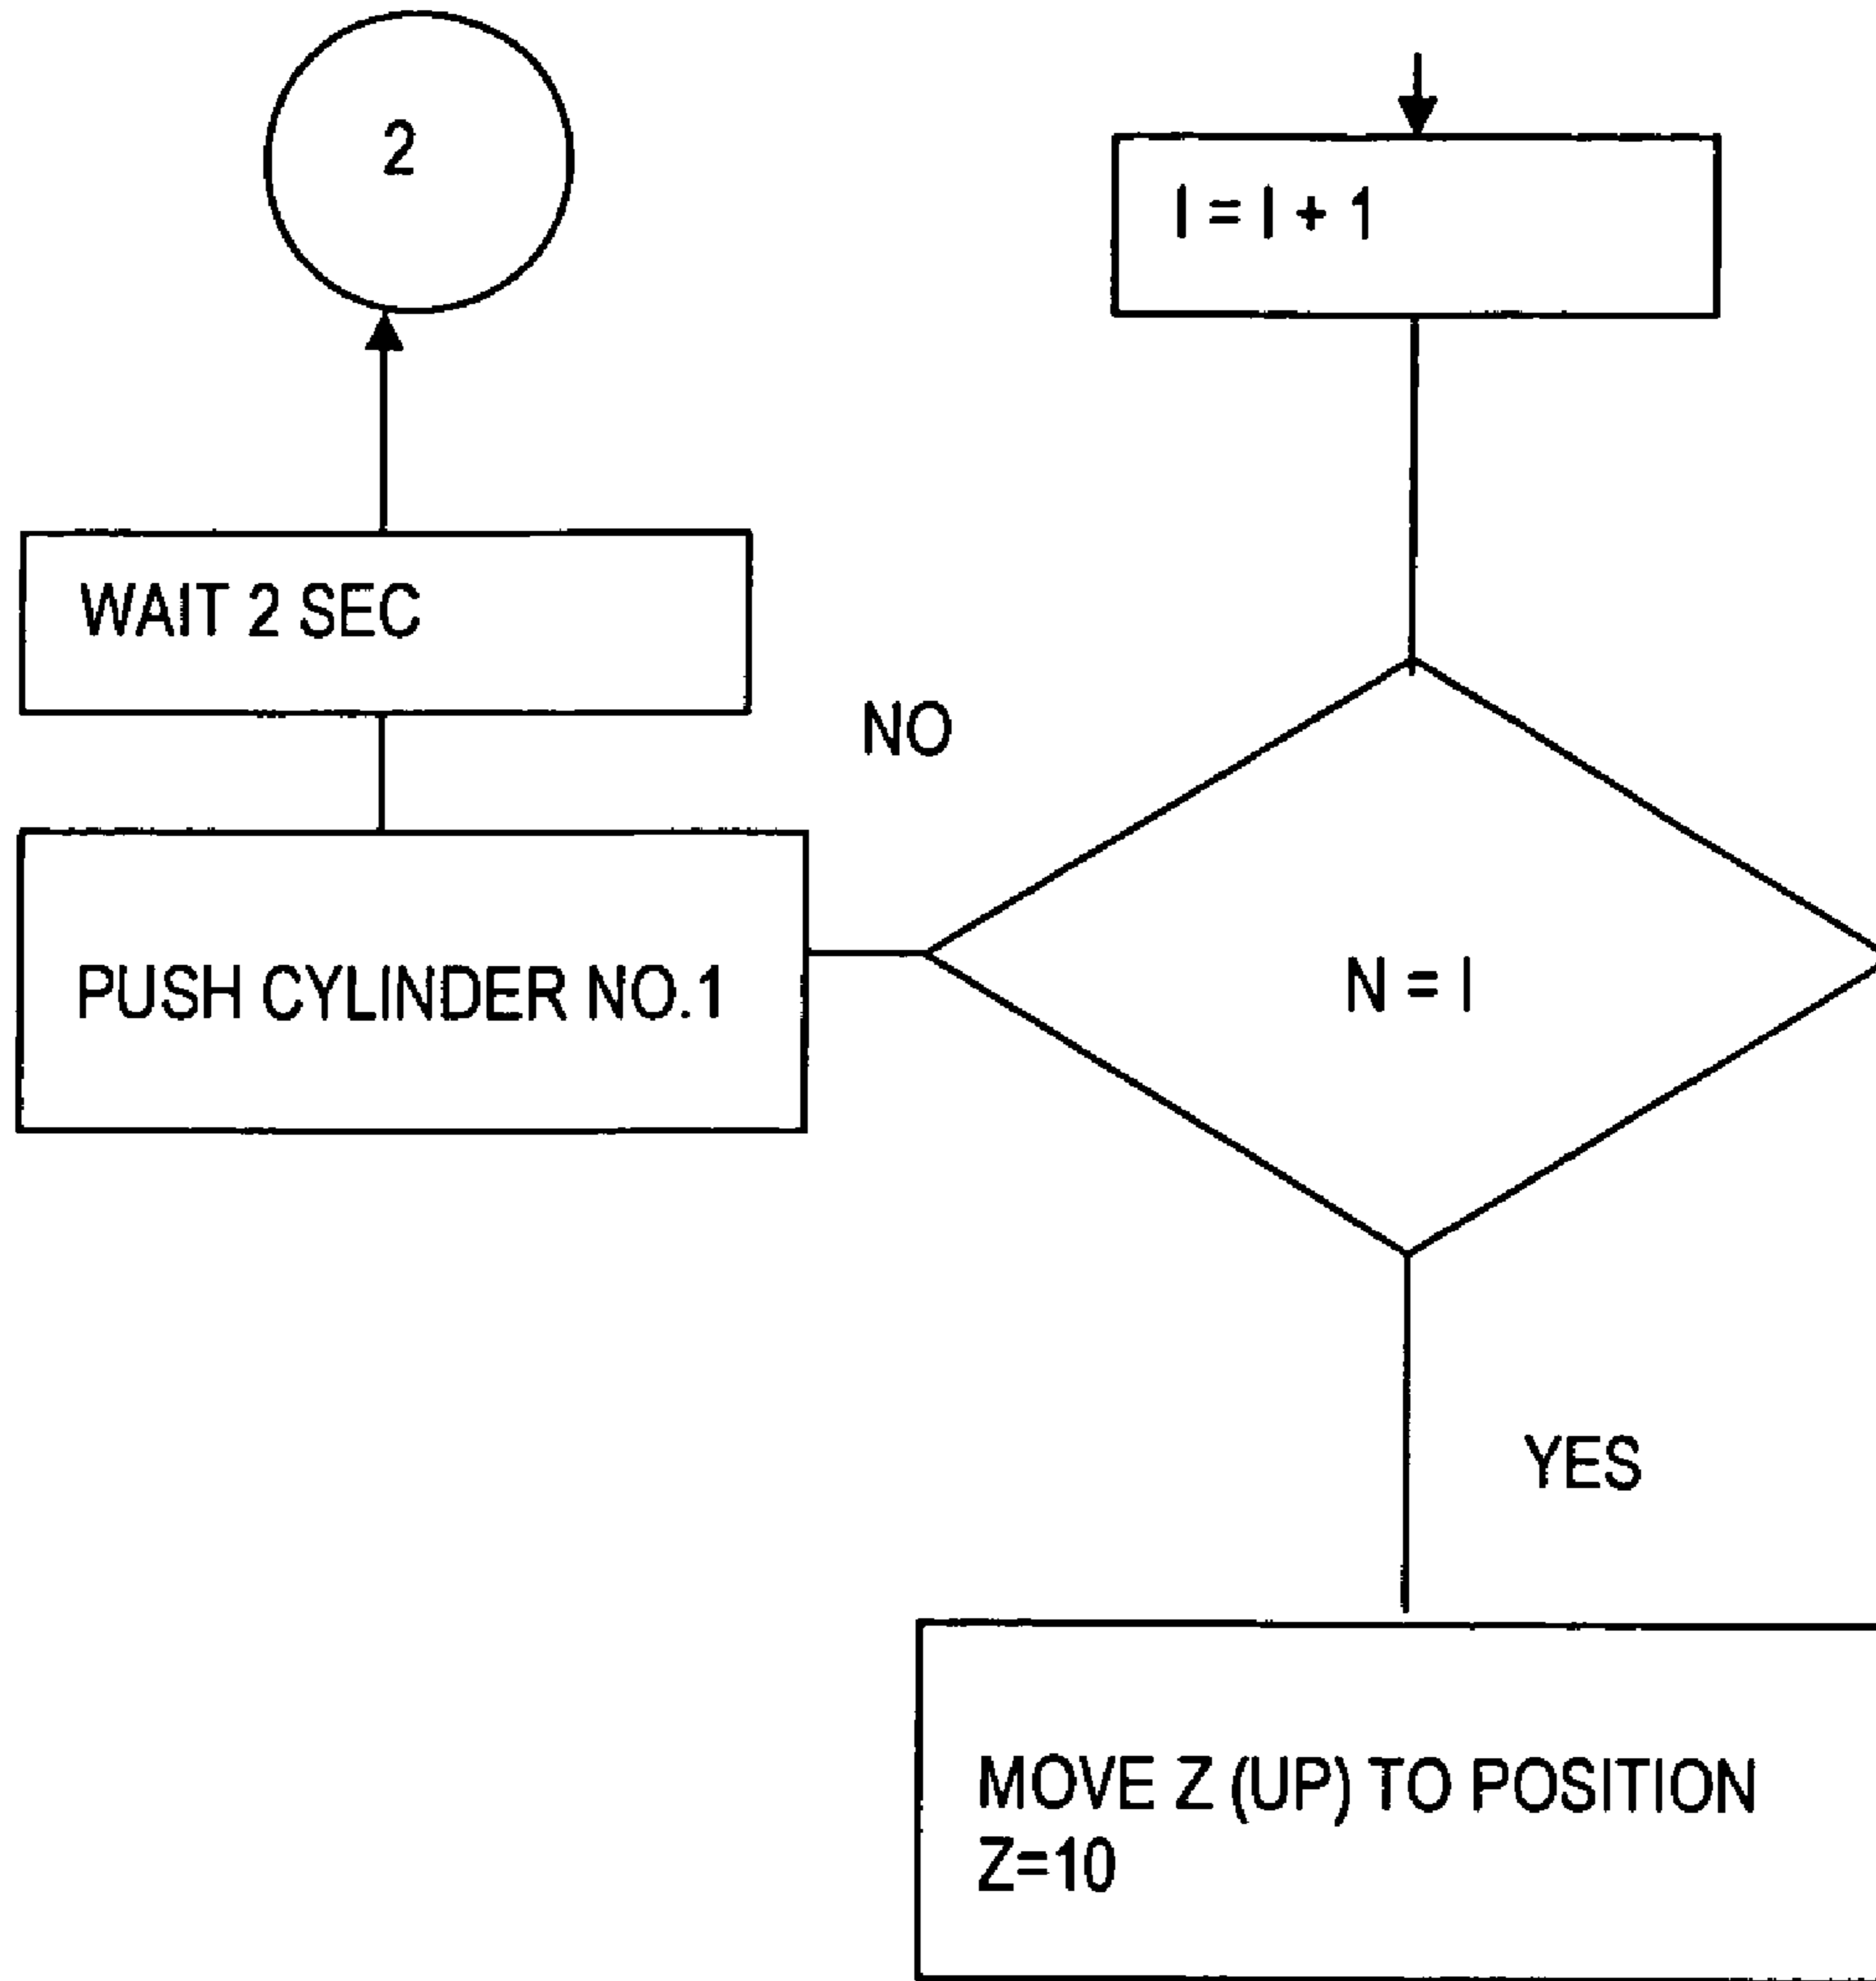 2
I = I + 1
WAIT 2 SEC
NO
PUSH CYLINDER NO.1
N = I
YES
MOVE Z (UP) TO POSITION
Z=10